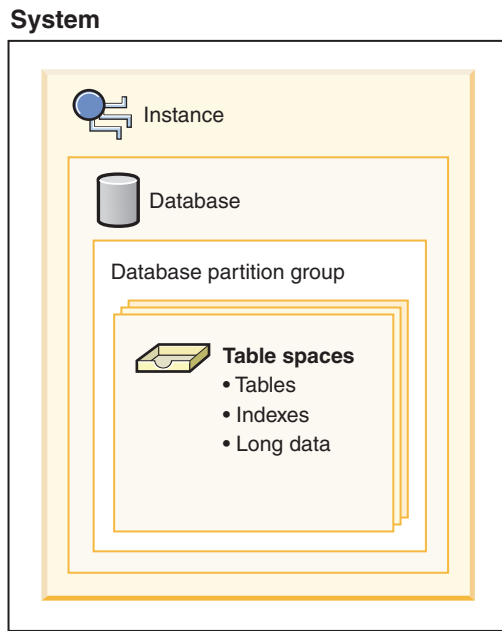 System
Instance
Database
Database partition group
Table spaces
• Tables
• Indexes
• Long data